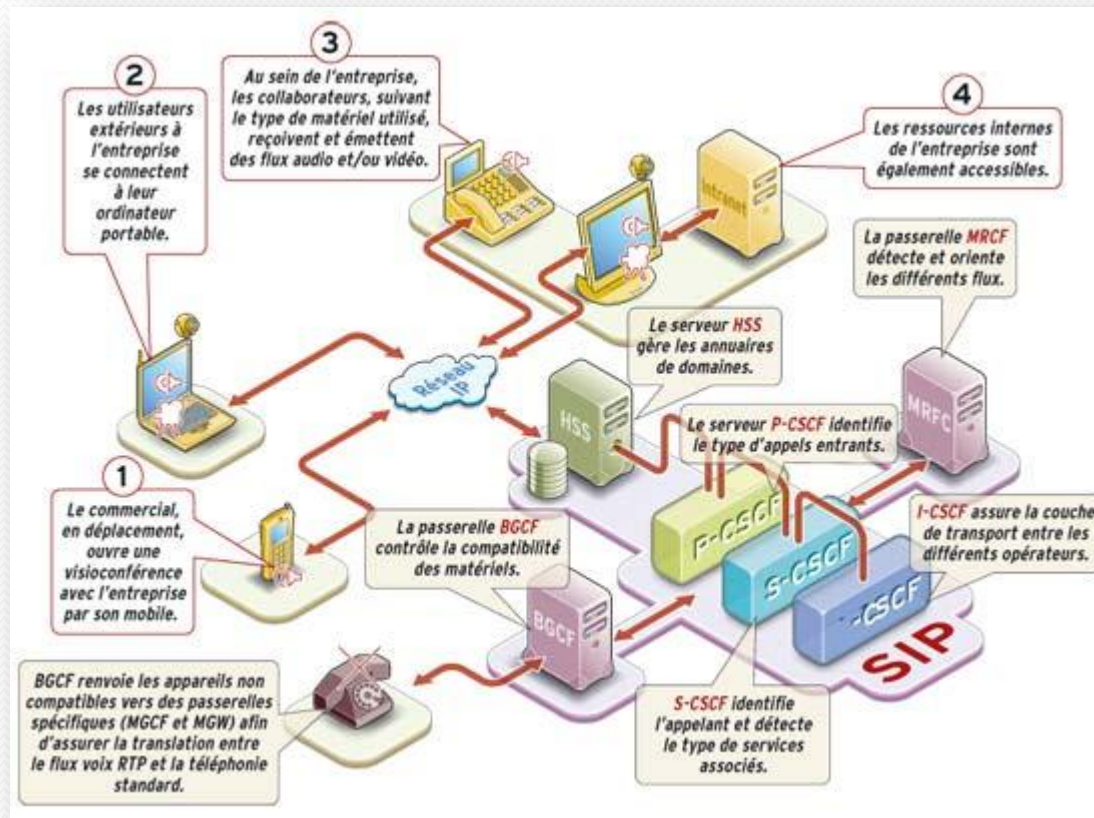 3
Au sein de l'entreprise,
les collaborateurs, suivant
le type de matériel utilisé,
reçoivent et émettent
des flux audio et/ou vidéo.
2
Les utilisateurs
extérieurs à
l'entreprise
se connectent
à leur
ordinateur
portable.
4
Les ressources internes
de l'entreprise sont
également accessibles.
Intranet
La passerelle MRCF
détecte et oriente
les différents flux.
Le serveur HSS
gère les annuaires
de domaines.
Réseau
IP
HSS
MRFC
Le serveur P-CSCF identifie
le type d'appels entrants.
1
Le commercial,
en déplacement,
ouvre une
visioconférence
avec l'entreprise
par son mobile.
La passerelle BGCF
contrôle la compatibilité
des matériels.
P-CSCF
S-CSCF
-CSCF
I-CSCF assure la couche
de transport entre les
différents opérateurs.
BGCF
SIP
BGCF renvoie les appareils non
compatibles vers des passerelles
spécifiques (MGCF et MGW) afin
d'assurer la translation entre
le flux voix RTP et la téléphonie
standard.
S-CSCF identifie
l'appelant et détecte
le type de services
associés.